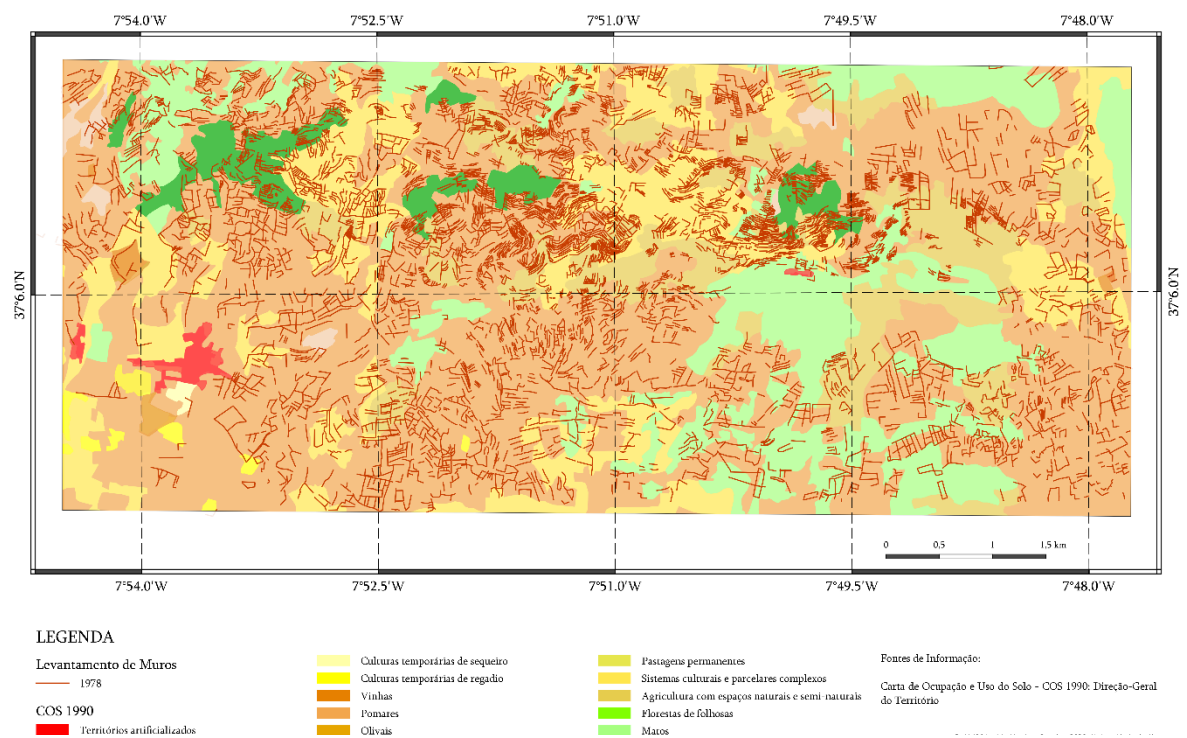 7°54.0'W 7°52.5'W 7°51.0'W 7°49.5'W 7°48.0'W
37°6.0'N
37°6.0'N
0 0,5 1 1,5 km
7°54.0'W 7°52.5'W 7°51.0'W 7°49.5'W 7°48.0'W
LEGENDA
Levantamento de Muros
1978
COS 1990
Territórios artificializados
Culturas temporárias de sequeiro
Culturas temporárias de regadio
Vinhas
Pomares
Olivais
Pastagens permanentes
Sistemas culturais e parcelares complexos
Agricultura com espaços naturais e semi-naturais
Florestas de folhosas
Matos
Fontes de Informação:
Carta de Ocupação e Uso do Solo - COS 1990: Direção-Geral
do Território